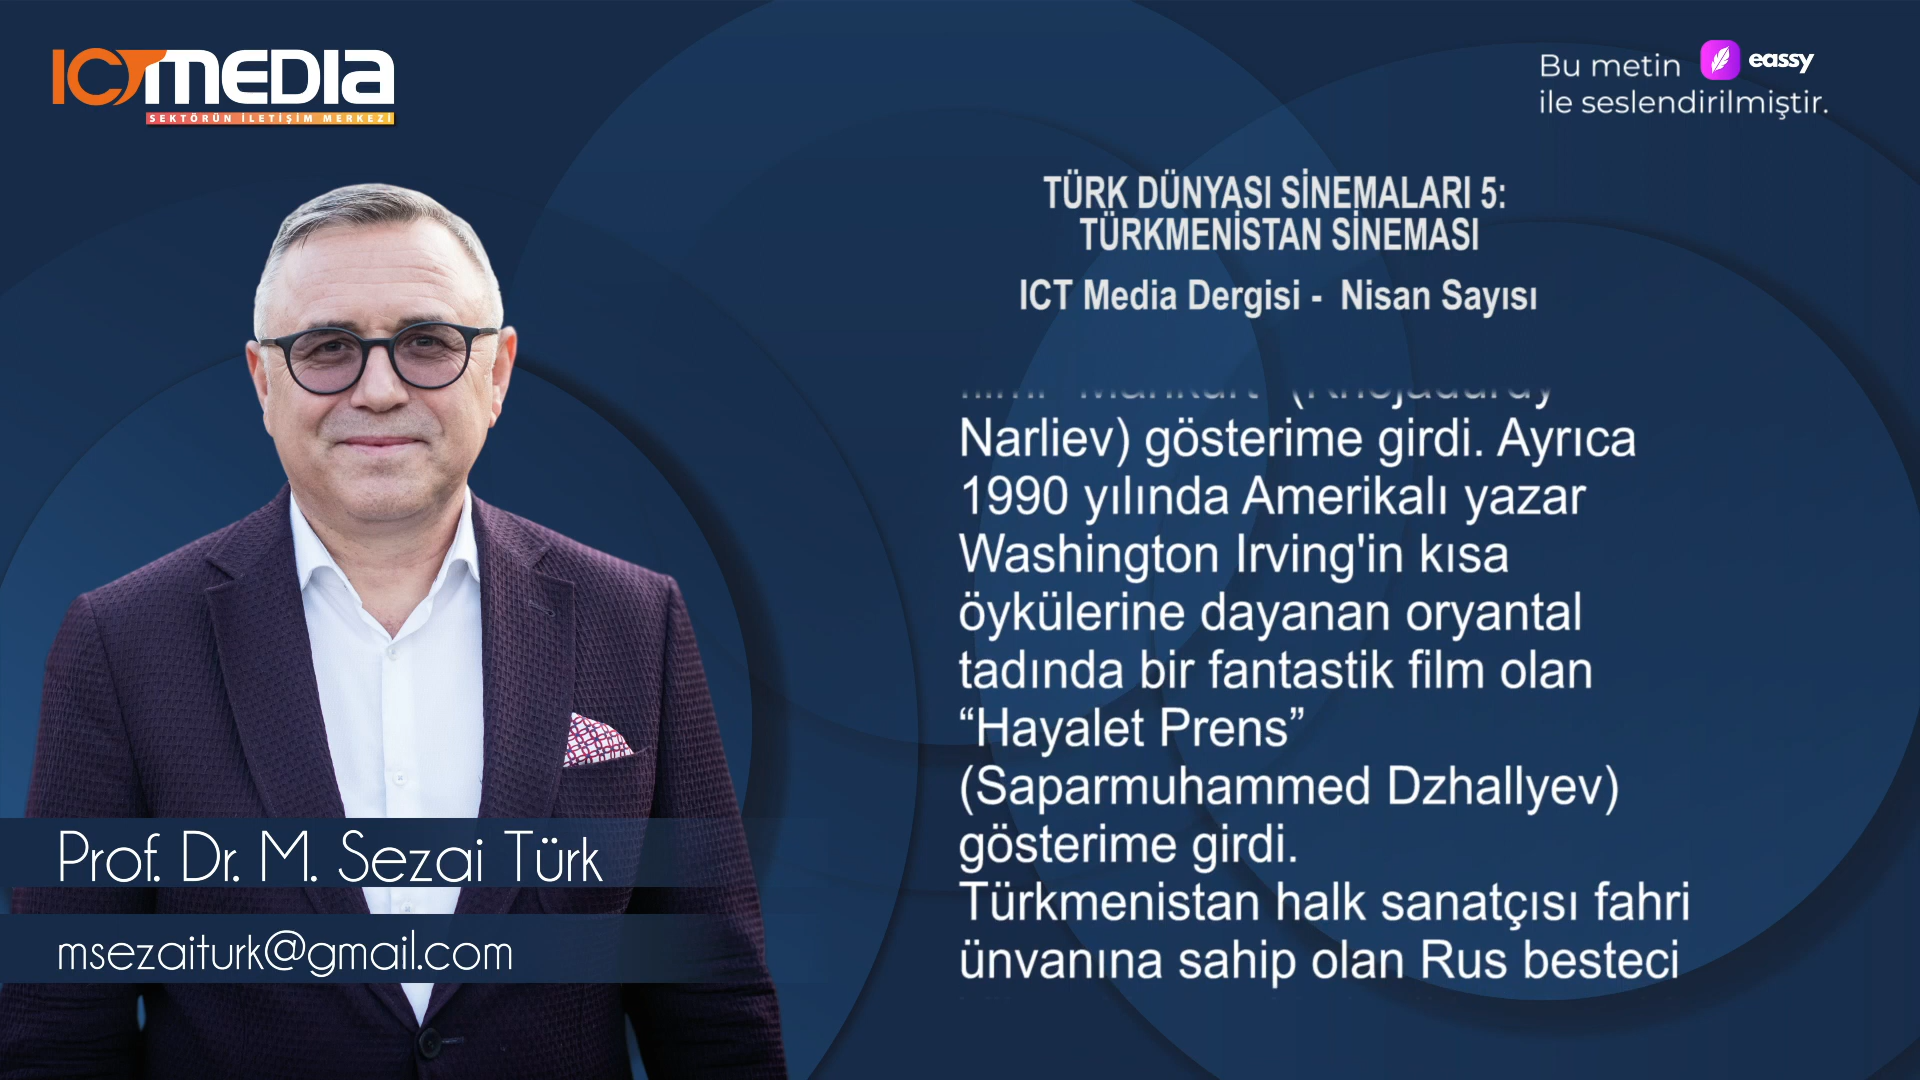 ICTMEDIA
SEKTÖRÜN İLETİŞİM MERKEZİ
Bu metin eassy
ile seslendirilmiştir.
TÜRK DÜNYASI SİNEMALARI 5:
TÜRKMENİSTAN SİNEMASI
ICT Media Dergisi - Nisan Sayısı
Narliev) gösterime girdi. Ayrıca
1990 yılında Amerikalı yazar
Washington Irving'in kısa
öykülerine dayanan oryantal
tadında bir fantastik film olan
“Hayalet Prens”
(Saparmuhammed Dzhallyev)
gösterime girdi.
Türkmenistan halk sanatçısı fahri
ünvanına sahip olan Rus besteci
Prof. Dr. M. Sezai Türk
msezaiturk@gmail.com